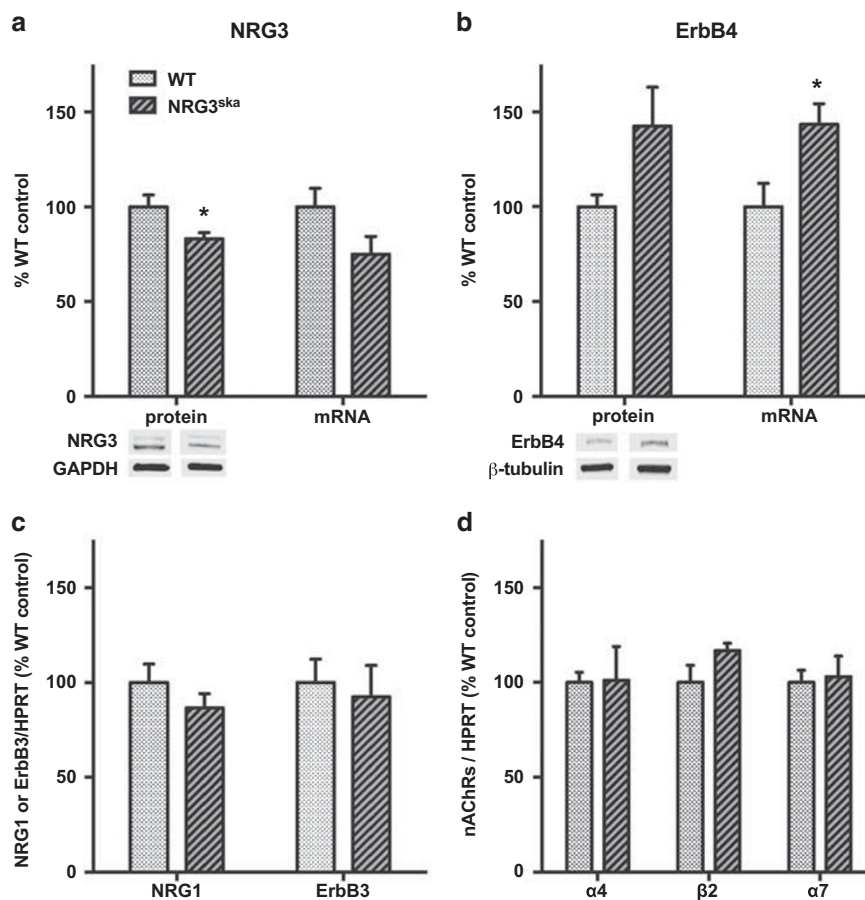 a
NRG3
WT
NRG3ska
% WT control
150
100
50
0
*
protein
mRNA
NRG3
GAPDH
b
ErbB4
% WT control
150
100
50
0
*
protein
mRNA
ErbB4
β-tubulin
c
NRG1 or ErbB3/HPRT (% WT control)
150
100
50
0
NRG1
ErbB3
d
nAChRs / HPRT (% WT control)
150
100
50
0
α4
β2
α7